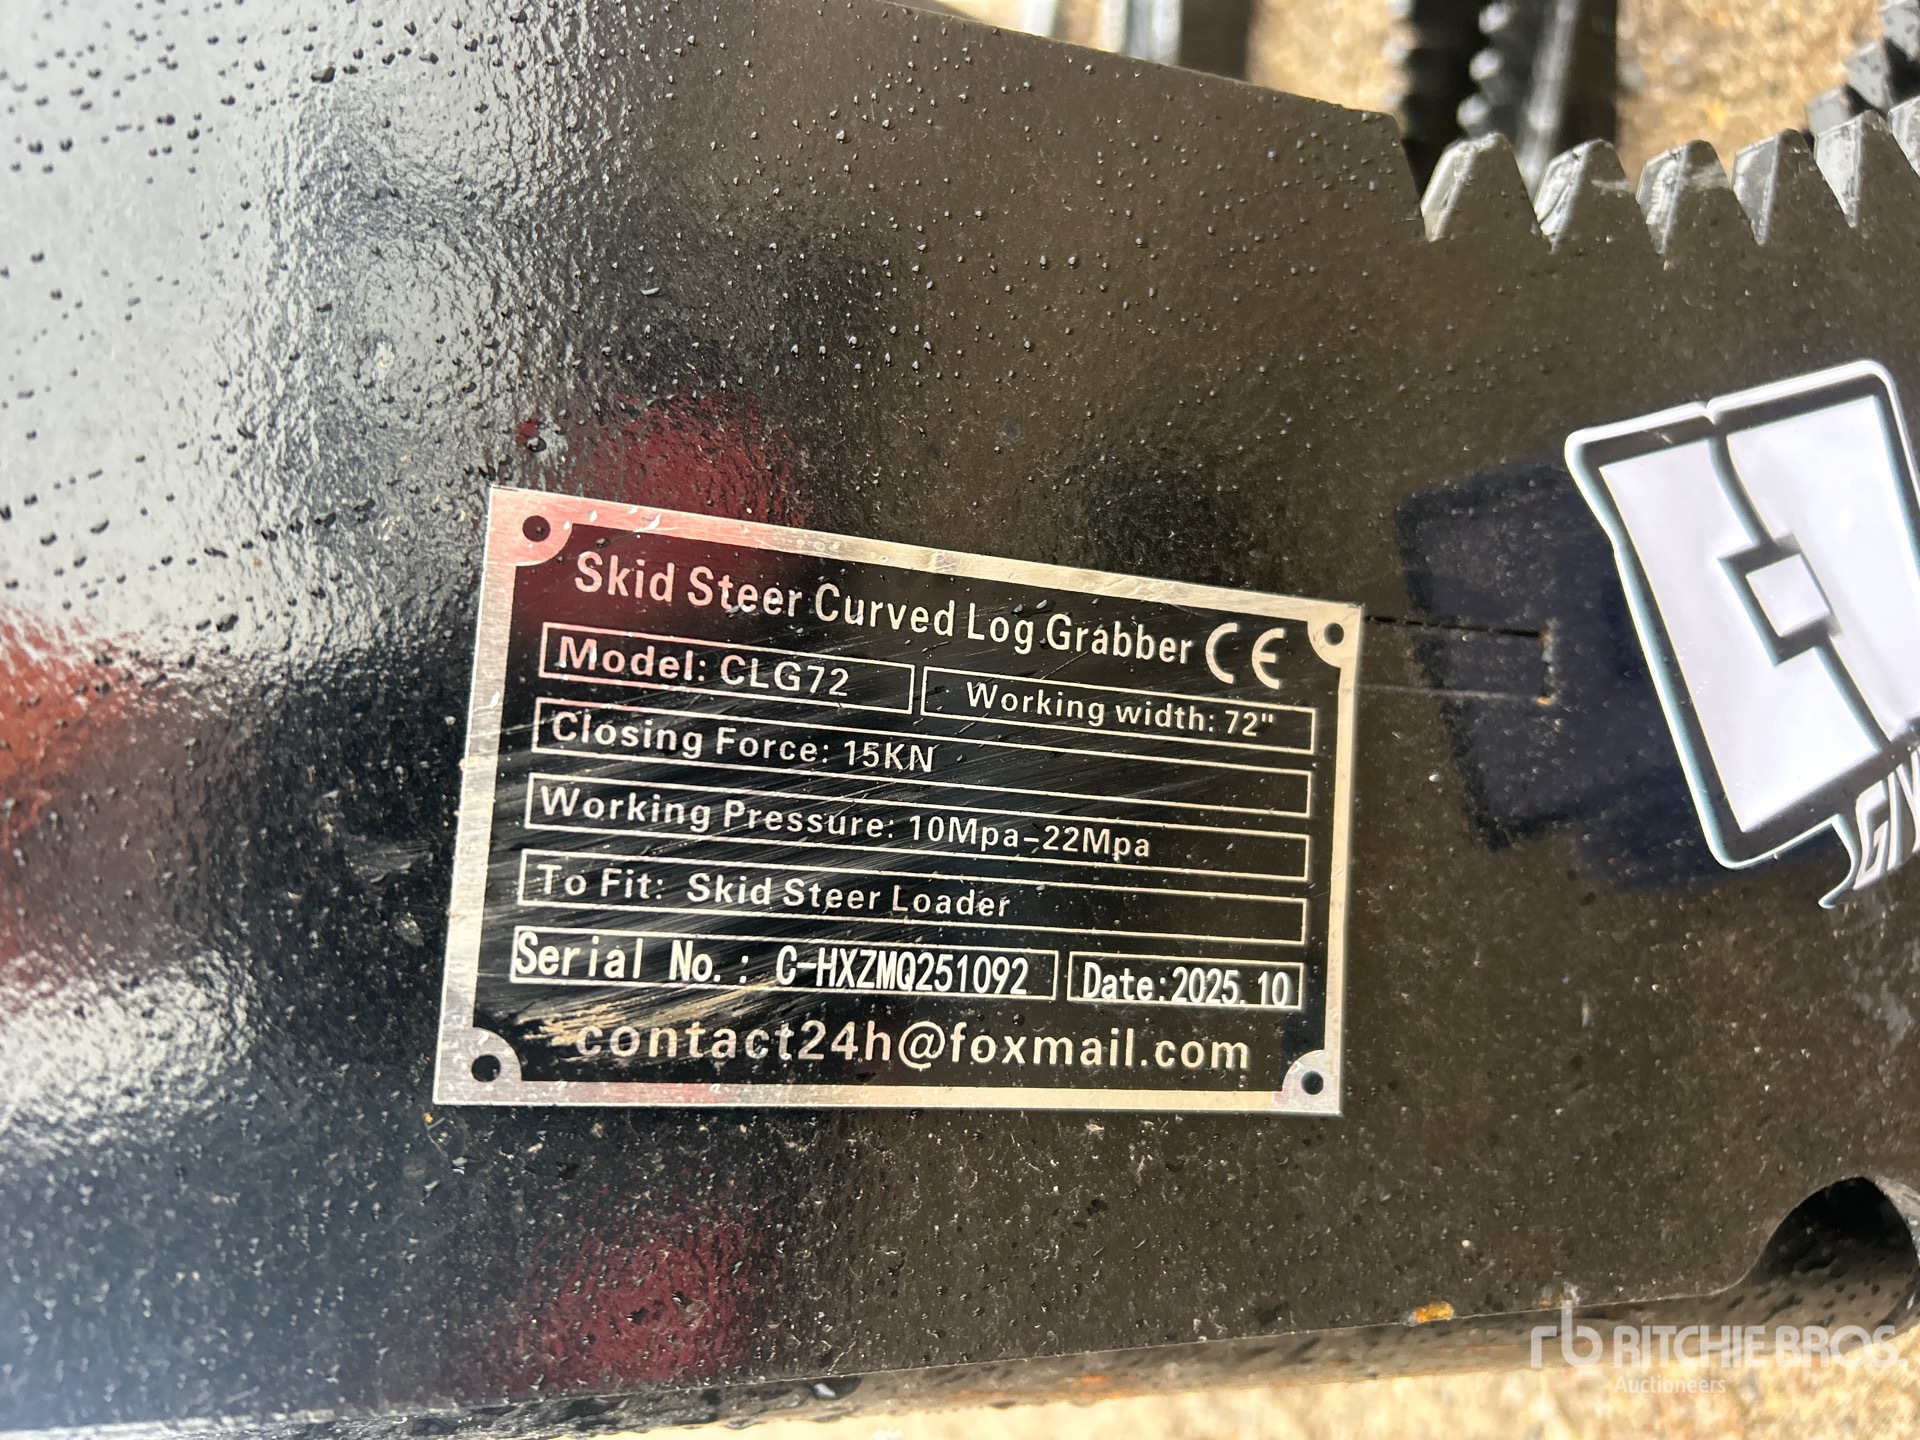 Skid Steer Curved Log Grabber CE
Model: CLG72
Working width: 72"
Closing Force: 15KN
Working Pressure: 10Mpa-22Mpa
To Fit: Skid Steer Loader
Serial No.: C-HXZMQ251092
Date:2025.10
contact24h@foxmail.com
rb RITCHIE BROS.
Auctioneers